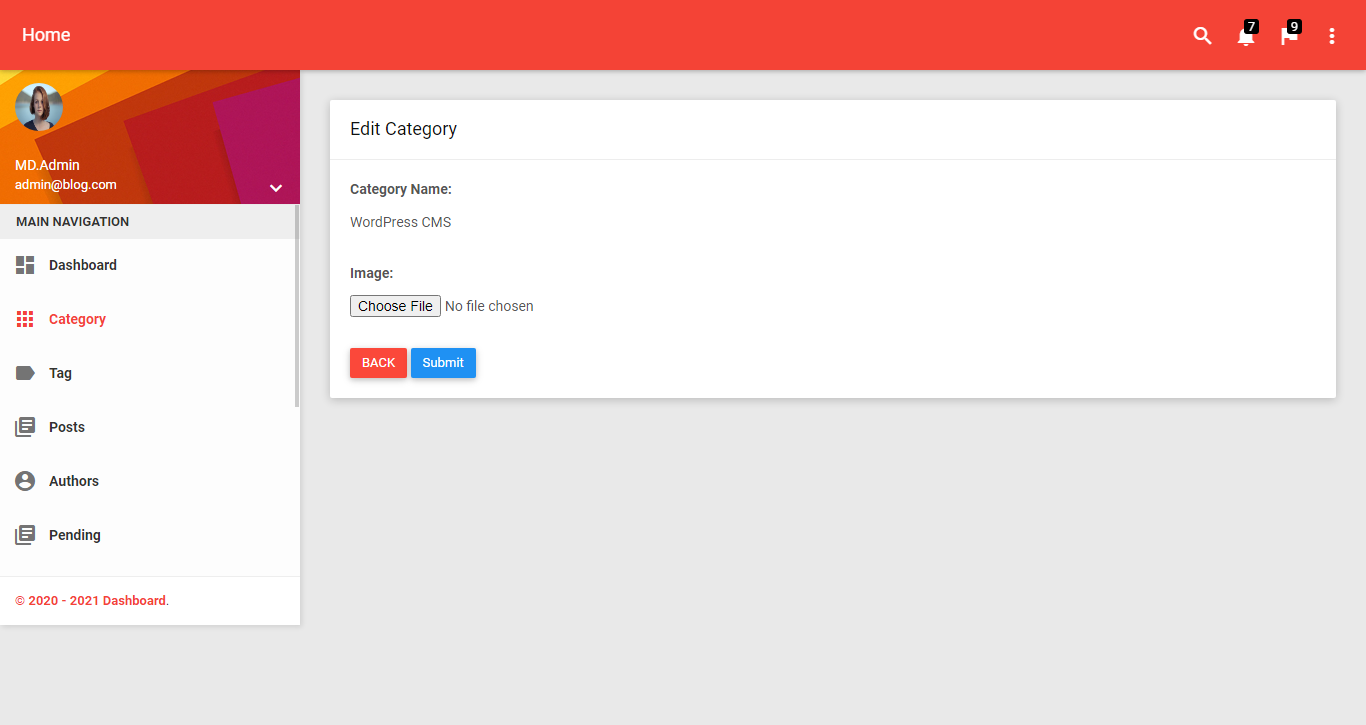 Home
7
9
MD.Admin
admin@blog.com
MAIN NAVIGATION
Dashboard
Category
Tag
Posts
Authors
Pending
© 2020 - 2021 Dashboard.
Edit Category
Category Name:
WordPress CMS
Image:
Choose File No file chosen
BACK Submit